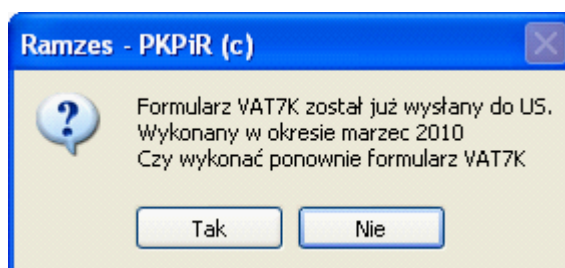 Ramzes - PKPiR (c)
?
Formularz VAT7K został już wysłany do US.
Wykonany w okresie marzec 2010
Czy wykonać ponownie formularz VAT7K
Tak
Nie